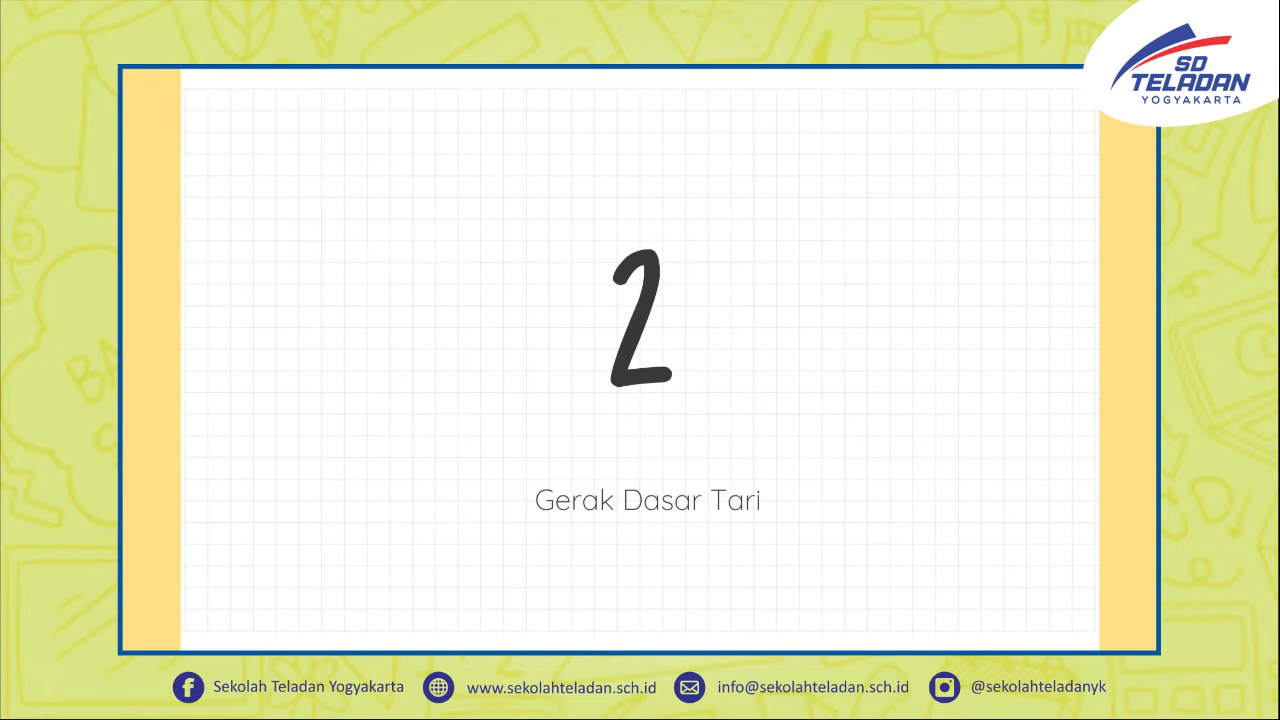 SD
TELADAN
YOGYAKARTA
2
Gerak Dasar Tari
Sekolah Teladan Yogyakarta
www.sekolahteladan.sch.id
info@sekolahteladan.sch.id
@sekolahteladanyk